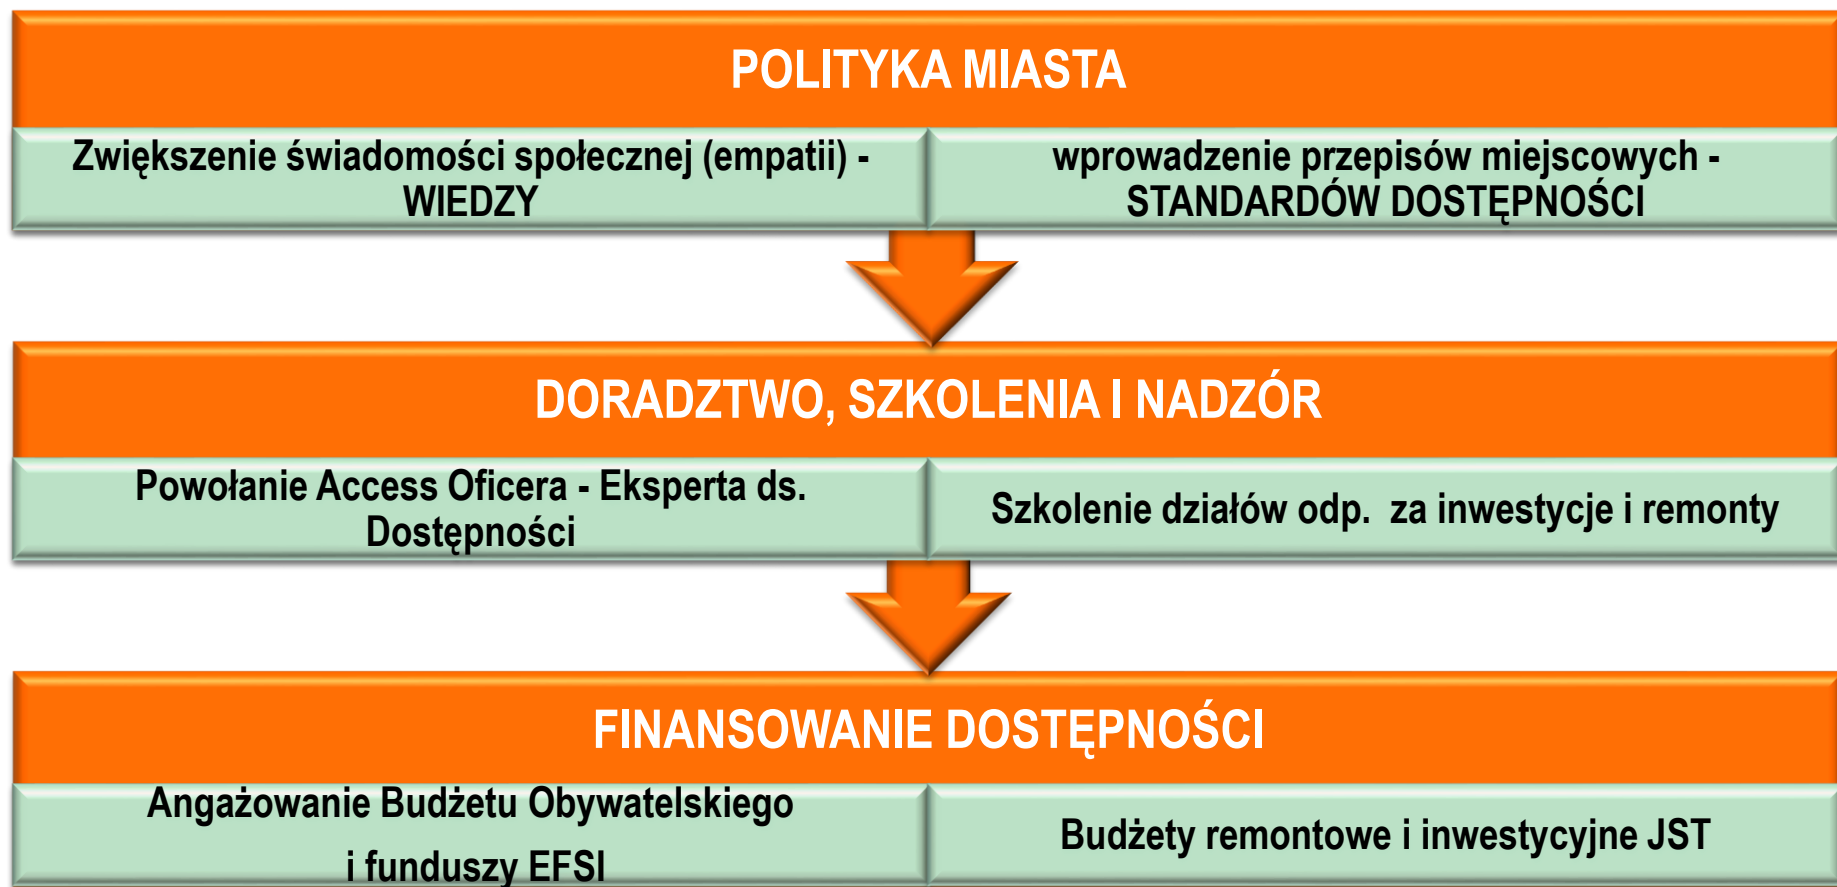 POLITYKA MIASTA
Zwiększenie świadomości społecznej (empatii) -
WIEDZY
wprowadzenie przepisów miejscowych -
STANDARDÓW DOSTĘPNOŚCI
DORADZTWO, SZKOLENIA I NADZÓR
Powołanie Access Oficera - Eksperta ds.
Dostępności
Szkolenie działów odp.  za inwestycje i remonty
FINANSOWANIE DOSTĘPNOŚCI
Angażowanie Budżetu Obywatelskiego
i funduszy EFSI
Budżety remontowe i inwestycyjne JST